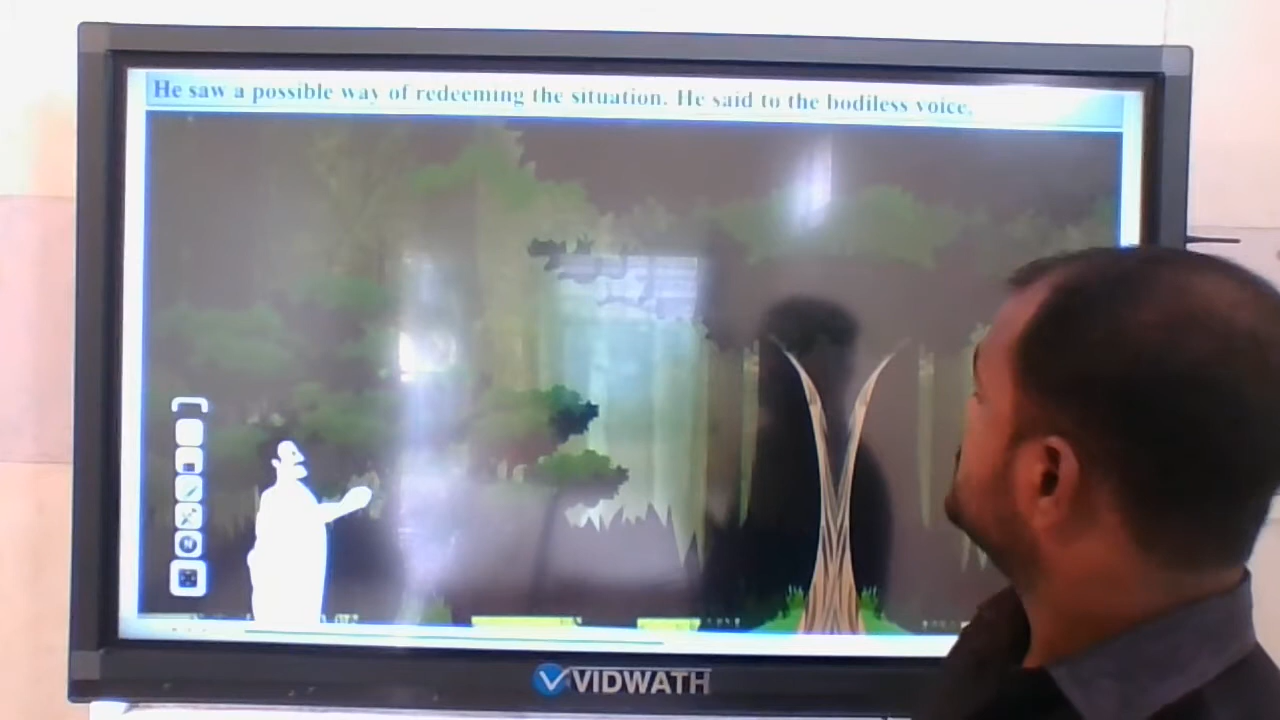 He saw a possible way of redeeming the situation. He said to the bodiless voice,
VIDWATH